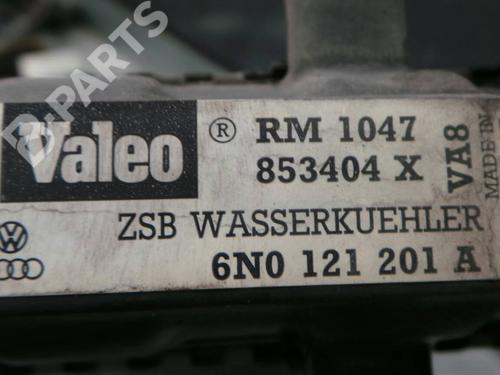 B-PARTS
Valeo ® RM 1047
853404 X
VA8
MADE IN
ZSB WASSERKUEHLER
6N0 121 201 A